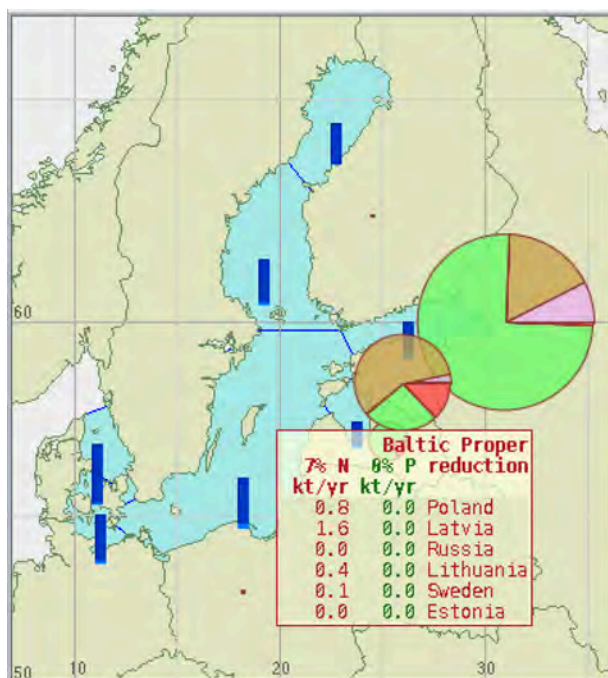 60
Baltic Proper
7% N 0% P reduction
kt/yr kt/yr
0.8 0.0 Poland
1.6 0.0 Latvia
0.0 0.0 Russia
0.4 0.0 Lithuania
0.1 0.0 Sweden
0.0 0.0 Estonia
50 10 20 30